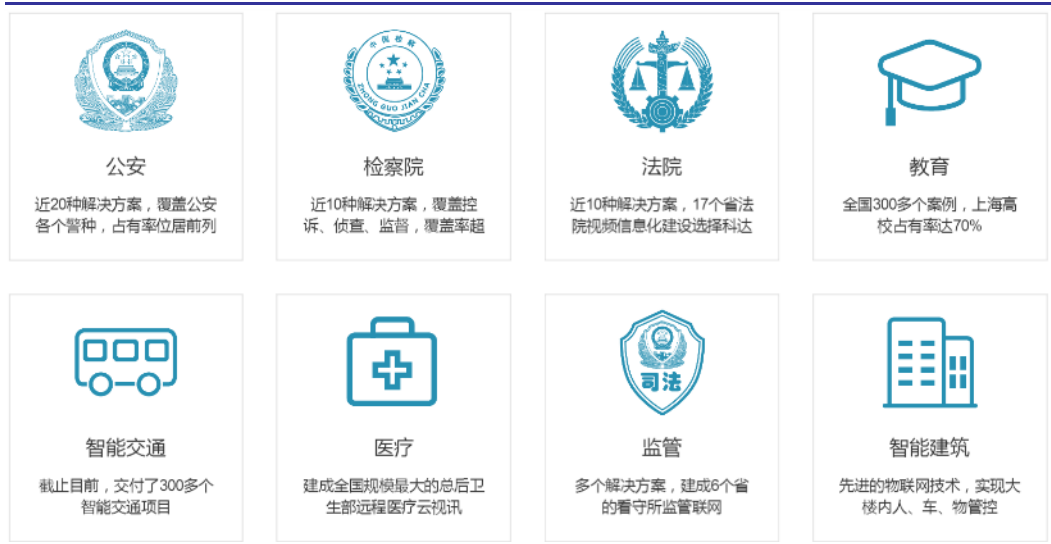 中国检察
ZHONG GUO JIAN CHA
公安
近20种解决方案，覆盖公安
各个警种，占有率位居前列
检察院
近10种解决方案，覆盖控
诉、侦查、监督，覆盖率超
法院
近10种解决方案，17个省法
院视频信息化建设选择科达
教育
全国300多个案例，上海高
校占有率达70%
智能交通
截止目前，交付了300多个
智能交通项目
医疗
建成全国规模最大的总后卫
生部远程医疗云视讯
司法
监管
多个解决方案，建成6个省
的看守所监管联网
智能建筑
先进的物联网技术，实现大
楼内人、车、物管控